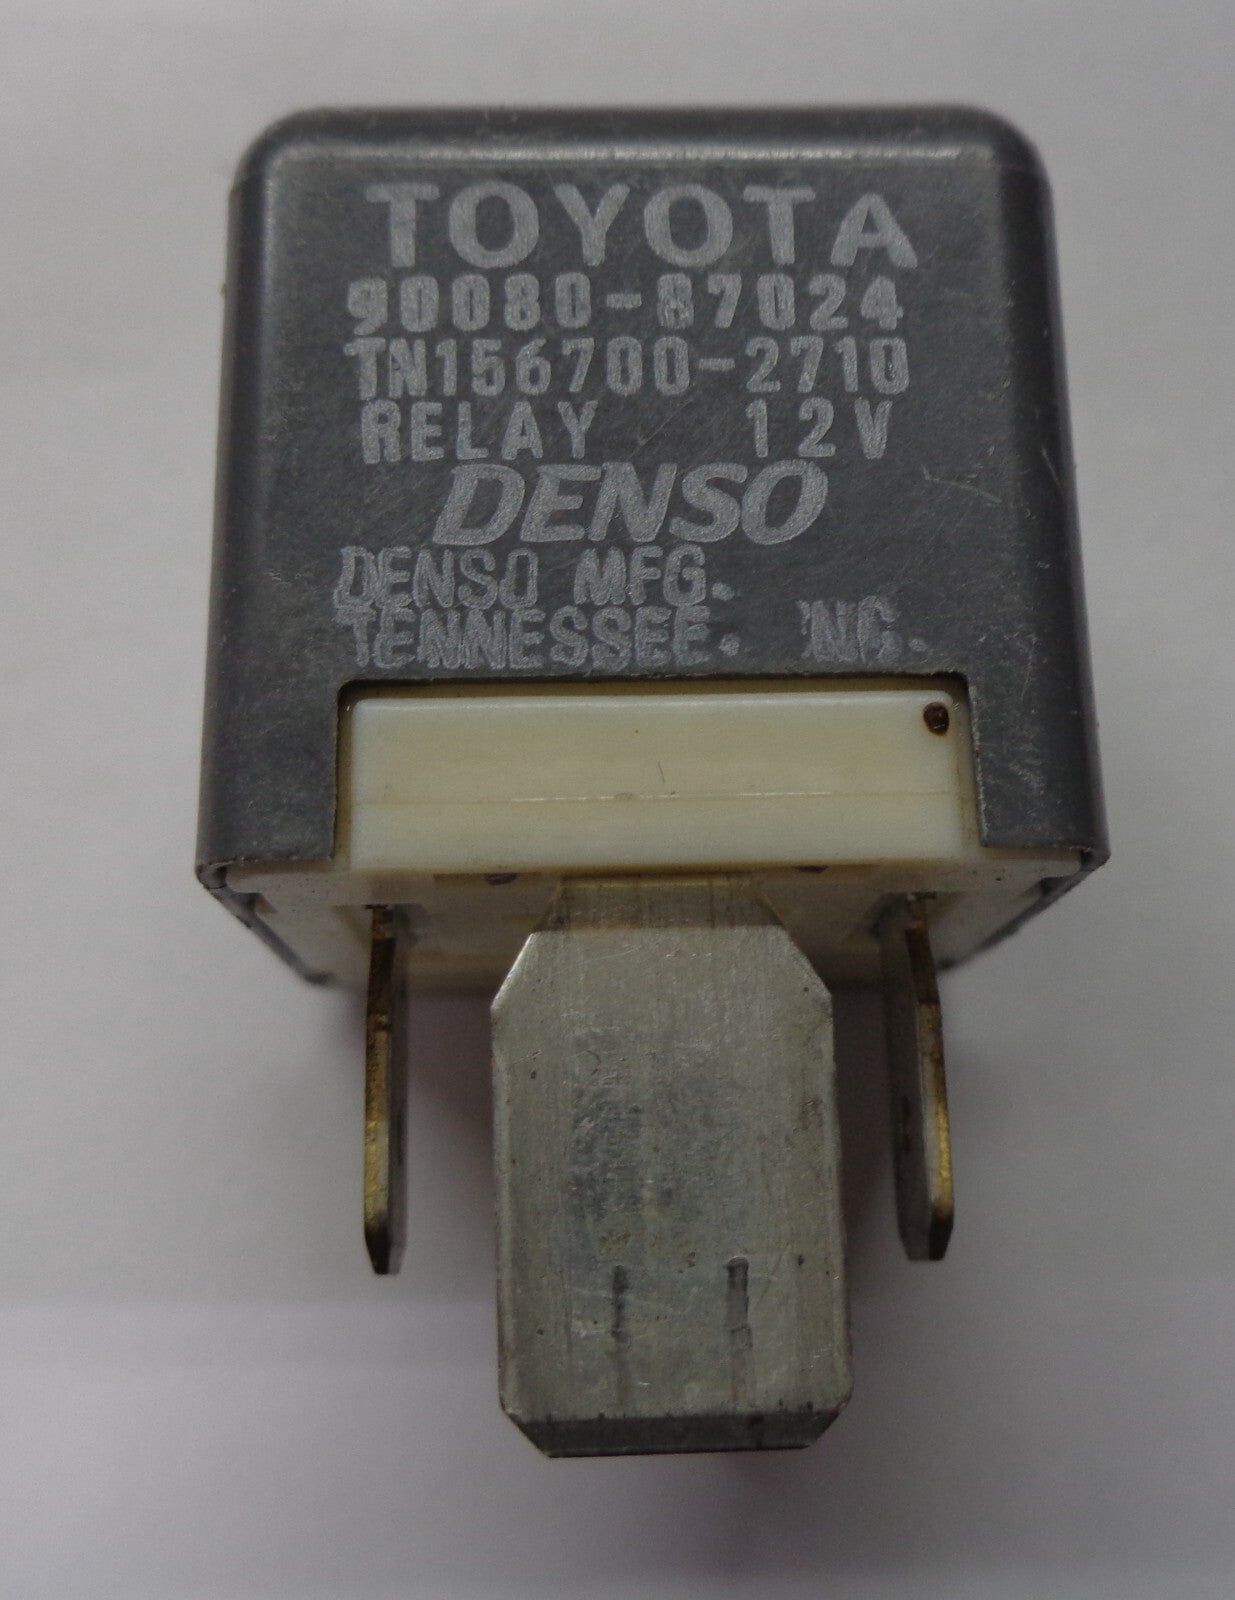 TOYOTA
90080-87024
TN156700-2710
RELAY 12V
DENSO
DENSO MFG.
TENNESSEE. INC.